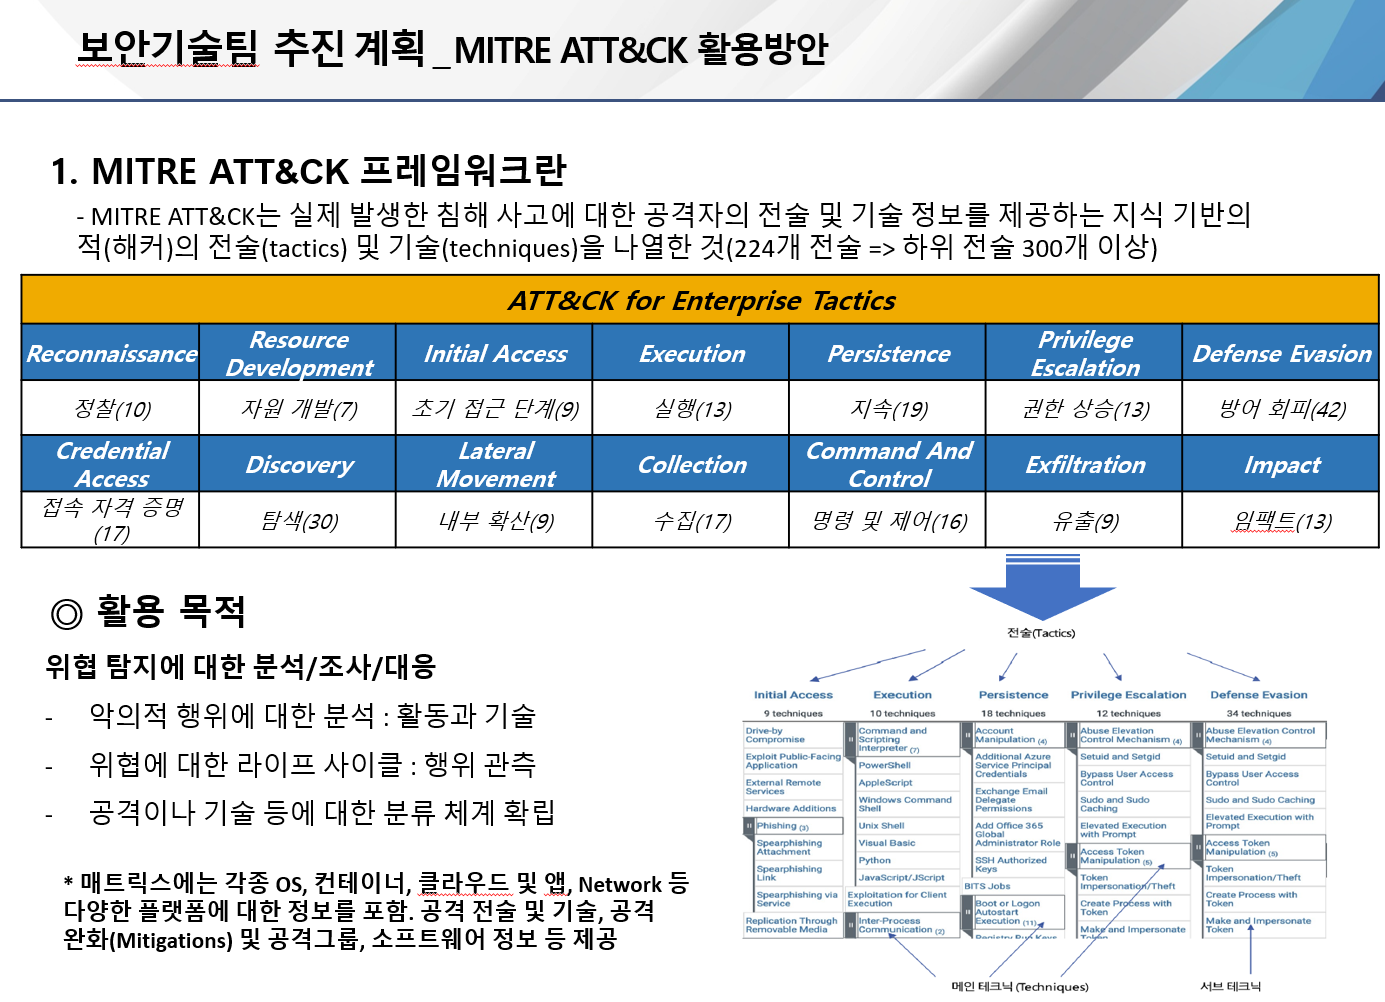 보안기술팀 추진 계획 _MITRE ATT&CK 활용방안
1. MITRE ATT&CK 프레임워크란
- MITRE ATT&CK는 실제 발생한 침해 사고에 대한 공격자의 전술 및 기술 정보를 제공하는 지식 기반의
적(해커)의 전술(tactics) 및 기술(techniques)을 나열한 것(224개 전술 => 하위 전술 300개 이상)
ATT&CK for Enterprise Tactics
Reconnaissance
Resource
Development
Initial Access
Execution
Persistence
Privilege
Escalation
Defense Evasion
정찰(10)
자원 개발(7)
초기 접근 단계(9)
실행(13)
지속(19)
권한 상승(13)
방어 회피(42)
Credential
Access
Discovery
Lateral
Movement
Collection
Command And
Control
Exfiltration
Impact
접속 자격 증명
(17)
탐색(30)
내부 확산(9)
수집(17)
명령 및 제어(16)
유출(9)
임팩트(13)
◎ 활용 목적
위협 탐지에 대한 분석/조사/대응
- 악의적 행위에 대한 분석 : 활동과 기술
- 위협에 대한 라이프 사이클 : 행위 관측
- 공격이나 기술 등에 대한 분류 체계 확립
* 매트릭스에는 각종 OS, 컨테이너, 클라우드 및 앱, Network 등
다양한 플랫폼에 대한 정보를 포함. 공격 전술 및 기술, 공격
완화(Mitigations) 및 공격그룹, 소프트웨어 정보 등 제공
전술(Tactics)
Initial Access
9 techniques
Drive-by
Compromise
Exploit Public-Facing
Application
External Remote
Services
Hardware Additions
Phishing (3)
Spearphishing
Attachment
Spearphishing
Link
Spearphishing via
Service
Replication Through
Removable Media
Execution
10 techniques
Command and
Scripting
Interpreter (7)
PowerShell
AppleScript
Windows Command
Shell
Unix Shell
Visual Basic
Python
JavaScript/JScript
Exploitation for Client
Execution
Inter-Process
Communication (2)
Persistence
18 techniques
Account
Manipulation (4)
Additional Azure
Service Principal
Credentials
Exchange Email
Delegate
Permissions
Add Office 365
Global
Administrator Role
SSH Authorized
Keys
BITS Jobs
Boot or Logon
Autostart
Execution (11)
Registry Run Keys
Privilege Escalation
12 techniques
Abuse Elevation
Control Mechanism (4)
Setuid and Setgid
Bypass User Access
Control
Sudo and Sudo
Caching
Elevated Execution
with Prompt
Access Token
Manipulation (5)
Token
Impersonation/Theft
Create Process with
Token
Make and Impersonate
Token
Defense Evasion
34 techniques
Abuse Elevation Control
Mechanism (4)
Setuid and Setgid
Bypass User Access
Control
Sudo and Sudo Caching
Elevated Execution with
Prompt
Access Token
Manipulation (5)
Token
Impersonation/Theft
Create Process with
Token
Make and Impersonate
Token
메인 테크닉 (Techniques)
서브 테크닉